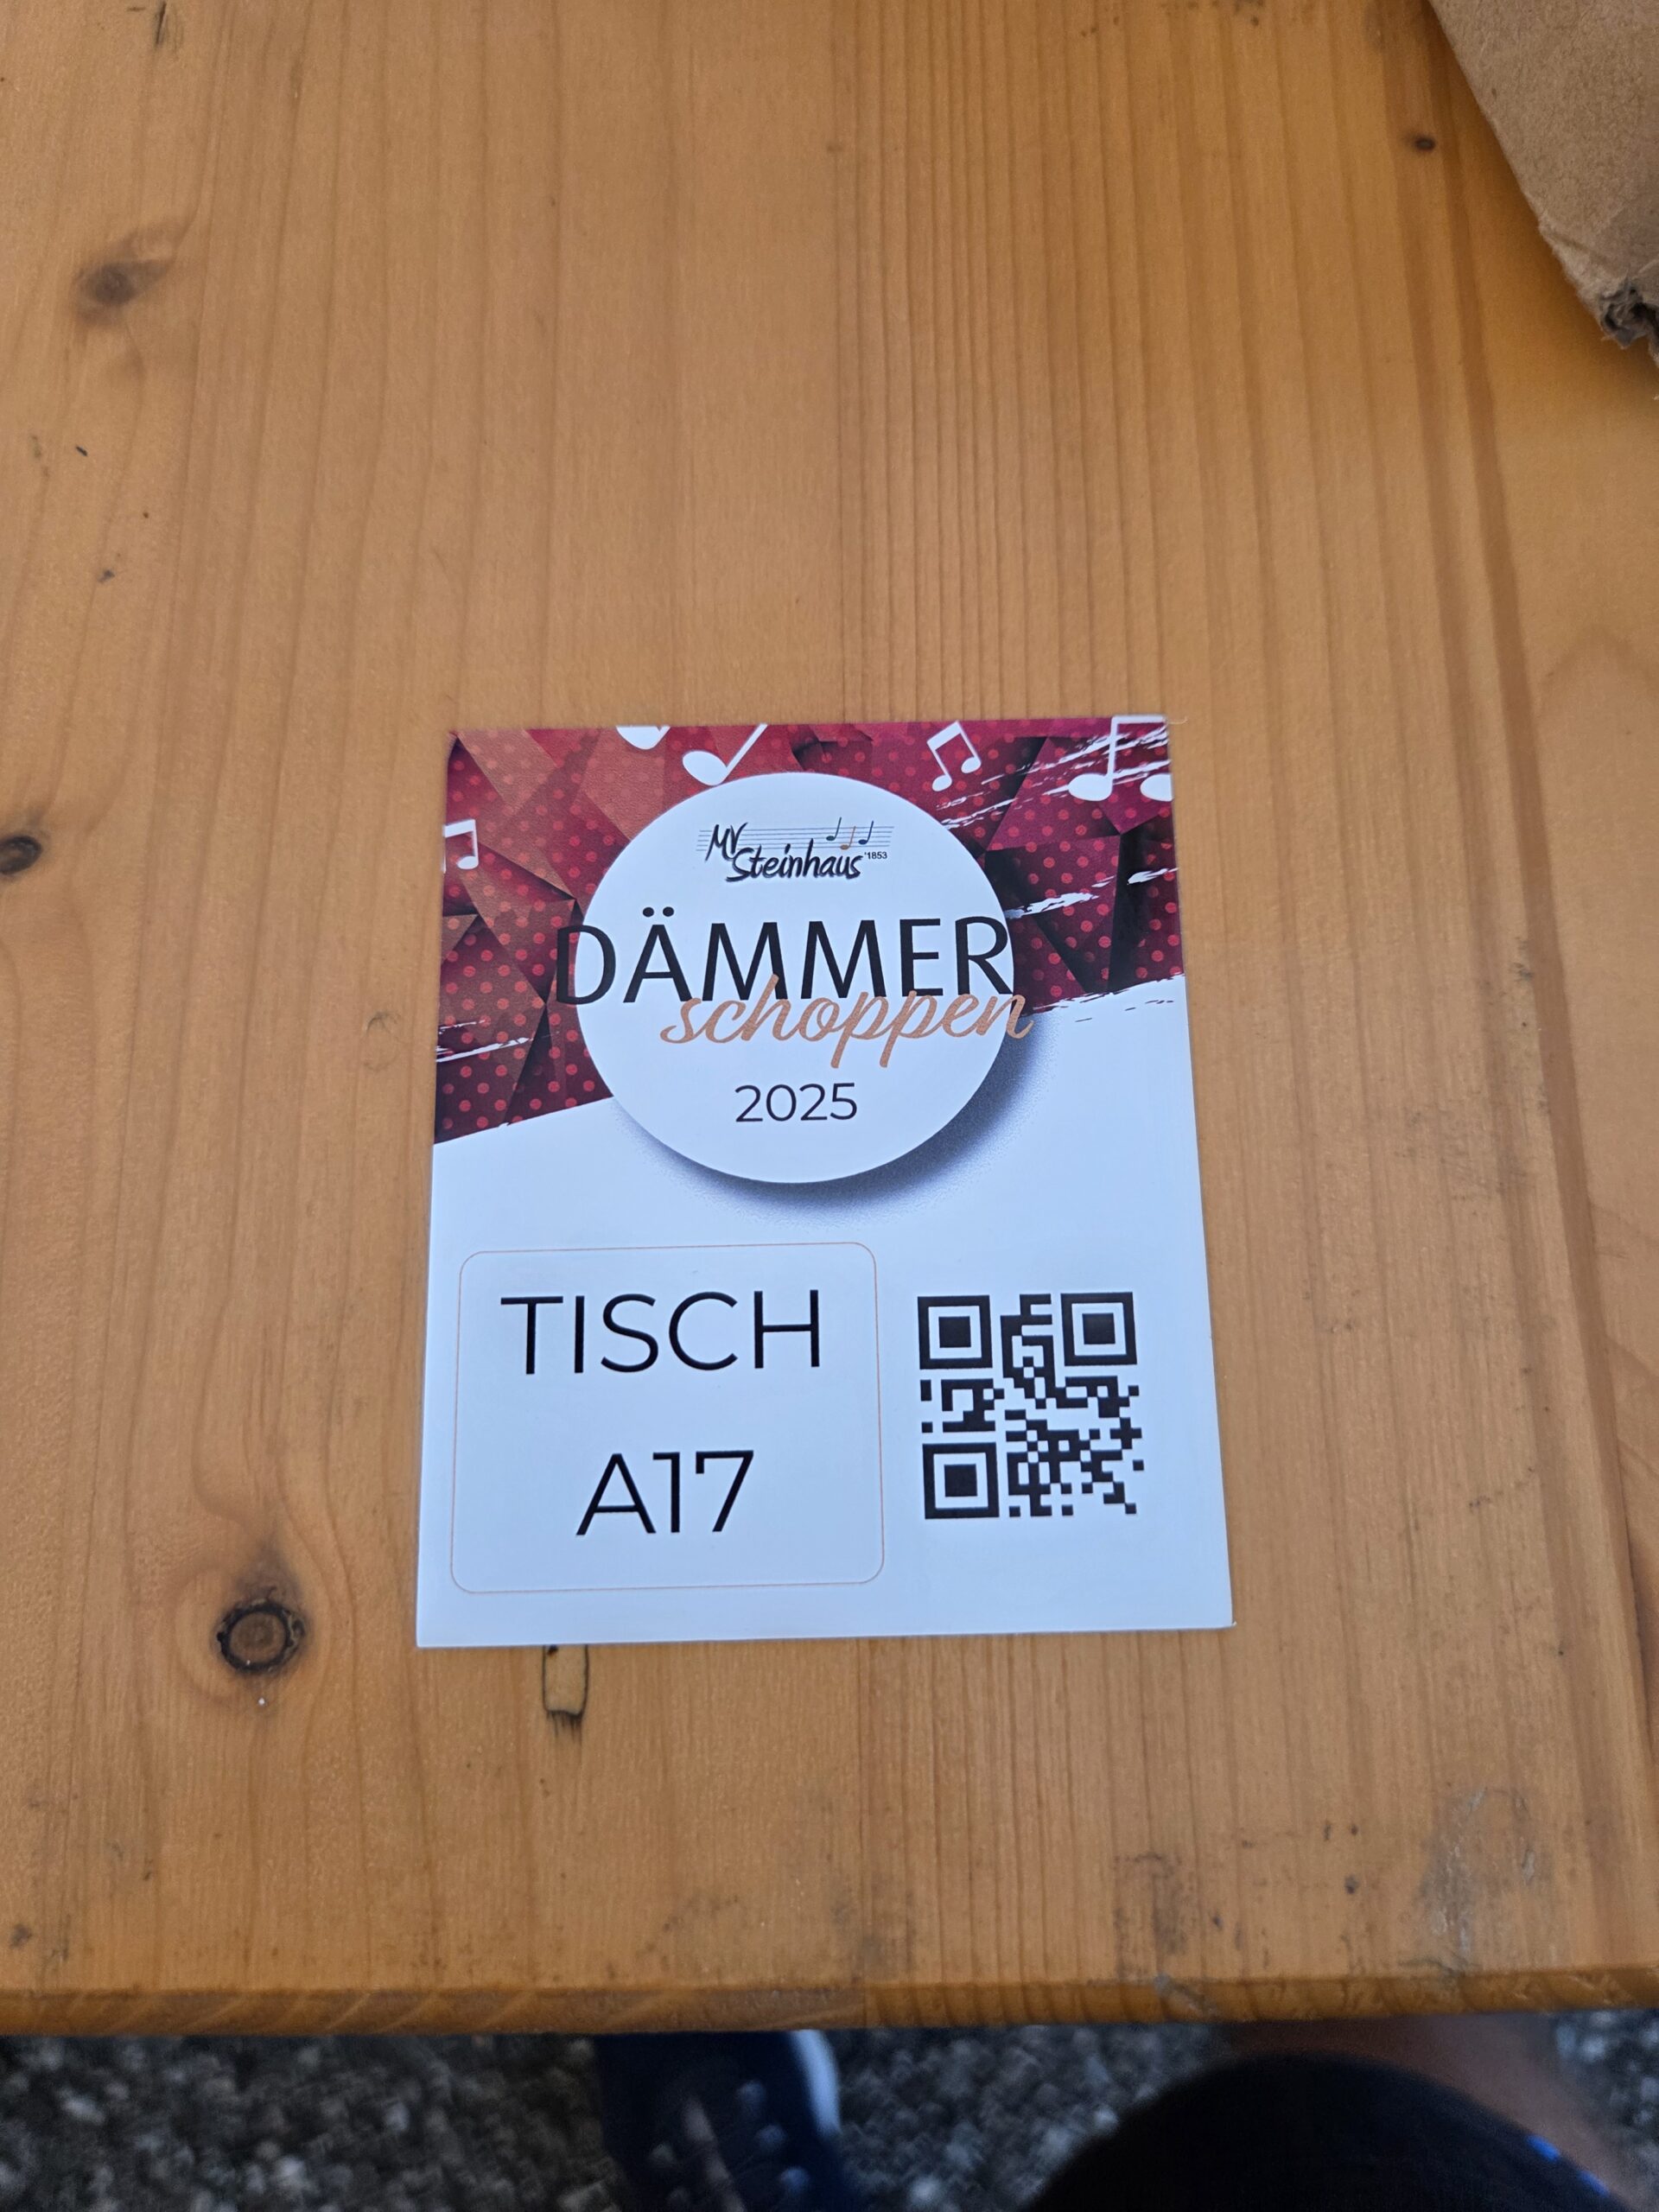 MV
Steinhaus '1853
DÄMMER
schoppen
2025
TISCH
A17